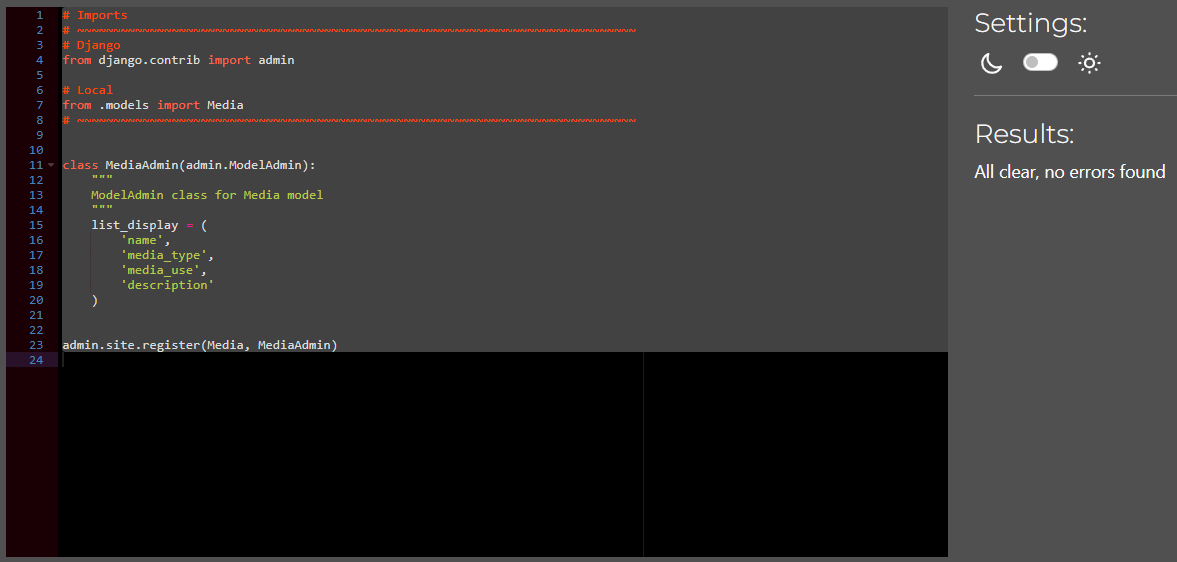 1 # Imports
2 # ~~~~~~~~~~~~~~~~~~~~~~~~~~~~~~~~~~~~~~~~~~~~~~~~~~~~~~~~~~~~~~~~~~~~~~~~~~~~~
3 # Django
4 from django.contrib import admin
5
6 # Local
7 from .models import Media
8 # ~~~~~~~~~~~~~~~~~~~~~~~~~~~~~~~~~~~~~~~~~~~~~~~~~~~~~~~~~~~~~~~~~~~~~~~~~~~~~
9
10
11 class MediaAdmin(admin.ModelAdmin):
12     """
13     ModelAdmin class for Media model
14     """
15     list_display = (
16         'name',
17         'media_type',
18         'media_use',
19         'description'
20     )
21
22
23 admin.site.register(Media, MediaAdmin)
24
Settings:
Results:
All clear, no errors found